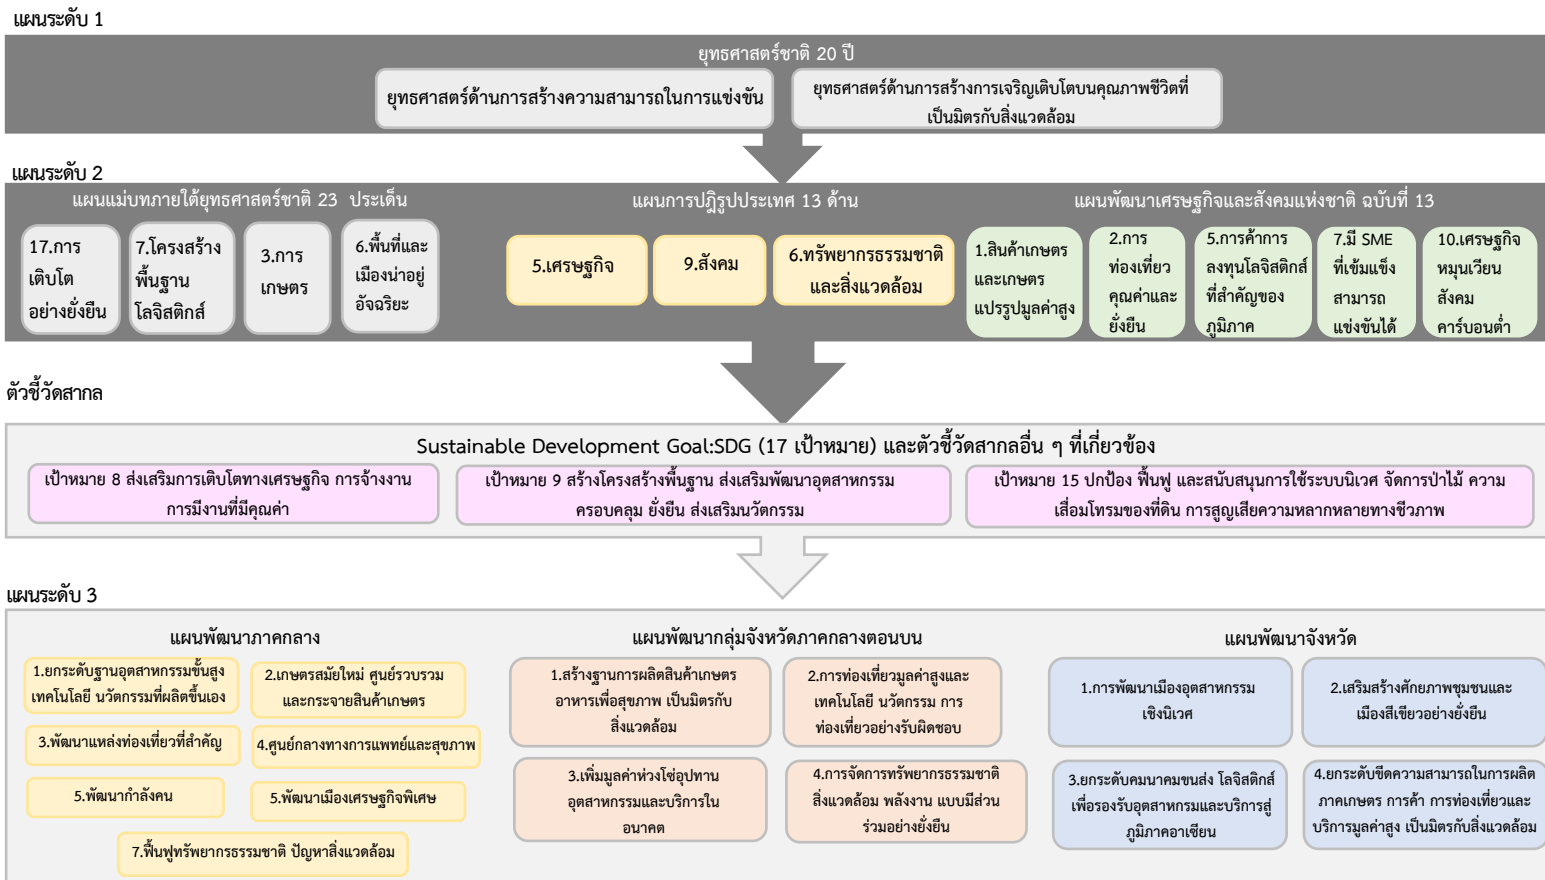 แผนระดับ 1
ยุทธศาสตร์ชาติ 20 ปี
ยุทธศาสตร์ด้านการสร้างความสามารถในการแข่งขัน
ยุทธศาสตร์ด้านการสร้างการเจริญเติบโตบนคุณภาพชีวิตที่
เป็นมิตรกับสิ่งแวดล้อม
แผนระดับ 2
แผนแม่บทภายใต้ยุทธศาสตร์ชาติ 23 ประเด็น
17.การ
เติบโต
อย่างยั่งยืน
7.โครงสร้าง
พื้นฐาน
โลจิสติกส์
3.การ
เกษตร
6.พื้นที่และ
เมืองน่าอยู่
อัจฉริยะ
แผนการปฎิรูปประเทศ 13 ด้าน
5.เศรษฐกิจ
9.สังคม
6.ทรัพยากรธรรมชาติ
และสิ่งแวดล้อม
แผนพัฒนาเศรษฐกิจและสังคมแห่งชาติ ฉบับที่ 13
1.สินค้าเกษตร
และเกษตร
แปรรูปมูลค่าสูง
2.การ
ท่องเที่ยว
คุณค่าและ
ยั่งยืน
5.การค้าการ
ลงทุนโลจิสติกส์
ที่สำคัญของ
ภูมิภาค
7.มี SME
ที่เข้มแข็ง
สามารถ
แข่งขันได้
10.เศรษฐกิจ
หมุนเวียน
สังคม
คาร์บอนต่ำ
ตัวชี้วัดสากล
Sustainable Development Goal:SDG (17 เป้าหมาย) และตัวชี้วัดสากลอื่น ๆ ที่เกี่ยวข้อง
เป้าหมาย 8 ส่งเสริมการเติบโตทางเศรษฐกิจ การจ้างงาน
การมีงานที่มีคุณค่า
เป้าหมาย 9 สร้างโครงสร้างพื้นฐาน ส่งเสริมพัฒนาอุตสาหกรรม
ครอบคลุม ยั่งยืน ส่งเสริมนวัตกรรม
เป้าหมาย 15 ปกป้อง ฟื้นฟู และสนับสนุนการใช้ระบบนิเวศ จัดการป่าไม้ ความ
เสื่อมโทรมของที่ดิน การสูญเสียความหลากหลายทางชีวภาพ
แผนระดับ 3
แผนพัฒนาภาคกลาง
1.ยกระดับฐานอุตสาหกรรมขั้นสูง
เทคโนโลยี นวัตกรรมที่ผลิตขึ้นเอง
2.เกษตรสมัยใหม่ ศูนย์รวบรวม
และกระจายสินค้าเกษตร
3.พัฒนาแหล่งท่องเที่ยวที่สำคัญ
4.ศูนย์กลางทางการแพทย์และสุขภาพ
5.พัฒนากำลังคน
5.พัฒนาเมืองเศรษฐกิจพิเศษ
7.ฟื้นฟูทรัพยากรธรรมชาติ ปัญหาสิ่งแวดล้อม
แผนพัฒนากลุ่มจังหวัดภาคกลางตอนบน
1.สร้างฐานการผลิตสินค้าเกษตร
อาหารเพื่อสุขภาพ เป็นมิตรกับ
สิ่งแวดล้อม
2.การท่องเที่ยวมูลค่าสูงและ
เทคโนโลยี นวัตกรรม การ
ท่องเที่ยวอย่างรับผิดชอบ
3.เพิ่มมูลค่าห่วงโซ่อุปทาน
อุตสาหกรรมและบริการใน
อนาคต
4.การจัดการทรัพยากรธรรมชาติ
สิ่งแวดล้อม พลังงาน แบบมีส่วน
ร่วมอย่างยั่งยืน
แผนพัฒนาจังหวัด
1.การพัฒนาเมืองอุตสาหกรรม
เชิงนิเวศ
2.เสริมสร้างศักยภาพชุมชนและ
เมืองสีเขียวอย่างยั่งยืน
3.ยกระดับคมนาคมขนส่ง โลจิสติกส์
เพื่อรองรับอุตสาหกรมและบริการสู่
ภูมิภาคอาเซียน
4.ยกระดับขีดความสามารถในการผลิต
ภาคเกษตร การค้า การท่องเที่ยวและ
บริการมูลค่าสูง เป็นมิตรกับสิ่งแวดล้อม